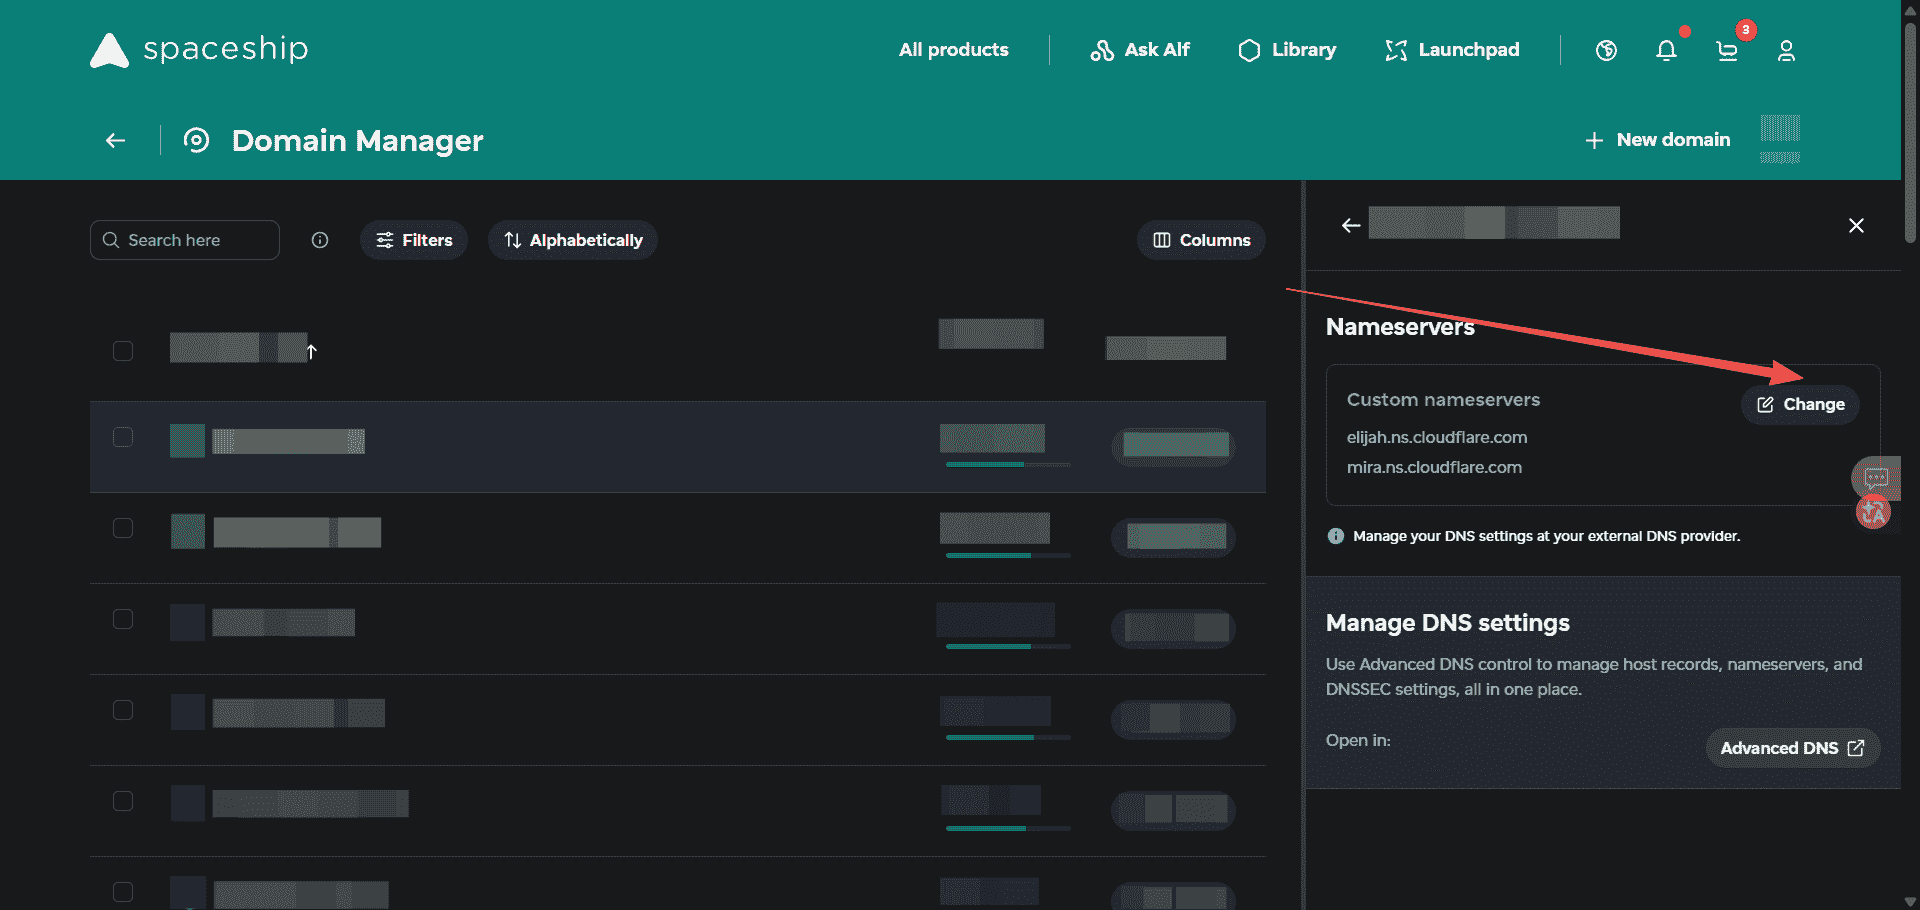 spaceship
All products
Ask Alf
Library
Launchpad
3
Domain Manager
New domain
Search here
Filters
Alphabetically
Columns
Nameservers
Custom nameservers
Change
elijah.ns.cloudflare.com
mira.ns.cloudflare.com
Manage your DNS settings at your external DNS provider.
Manage DNS settings
Use Advanced DNS control to manage host records, nameservers, and
DNSSEC settings, all in one place.
Open in:
Advanced DNS